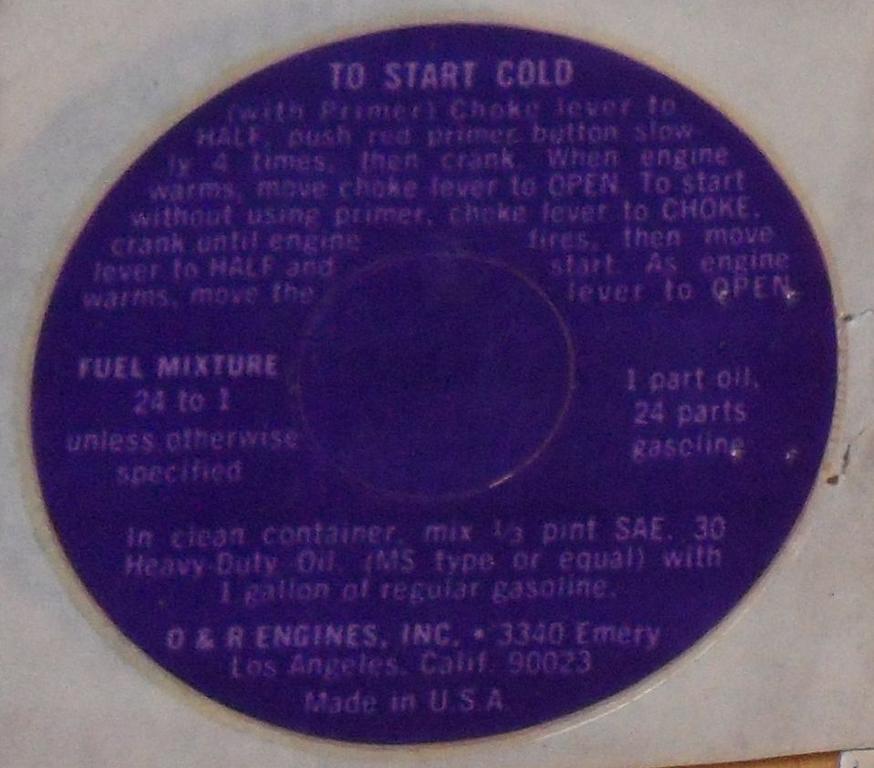 TO START COLD
(with Primer) Choke lever to
HALF, push red primer button slow-
ly 4 times, then crank. When engine
warms, move choke lever to OPEN. To start
without using primer, choke lever to CHOKE,
crank until engine fires, then move
lever to HALF and start. As engine
warms, move the lever to OPEN.
FUEL MIXTURE
24 to 1
unless otherwise
specified
1 part oil,
24 parts
gasoline
In clean container, mix 1/3 pint SAE. 30
Heavy-Duty Oil. (MS type or equal) with
1 gallon of regular gasoline.
O & R ENGINES, INC. • 3340 Emery
Los Angeles, Calif. 90023
Made in U.S.A.